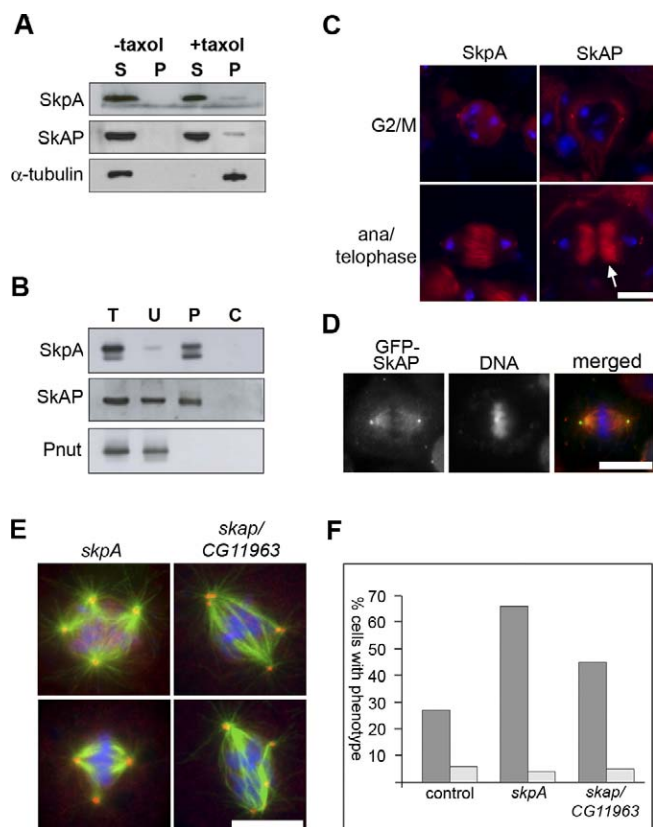 A
-taxol +taxol
S P S P
SkpA
SkAP
α-tubulin
B
T U P C
SkpA
SkAP
Pnut
C
SkpA SkAP
G2/M
ana/
telophase
D
GFP-
SkAP DNA merged
E
skpA skap/
CG11963
F
% cells with phenotype
70
60
50
40
30
20
10
control skpA skap/
CG11963